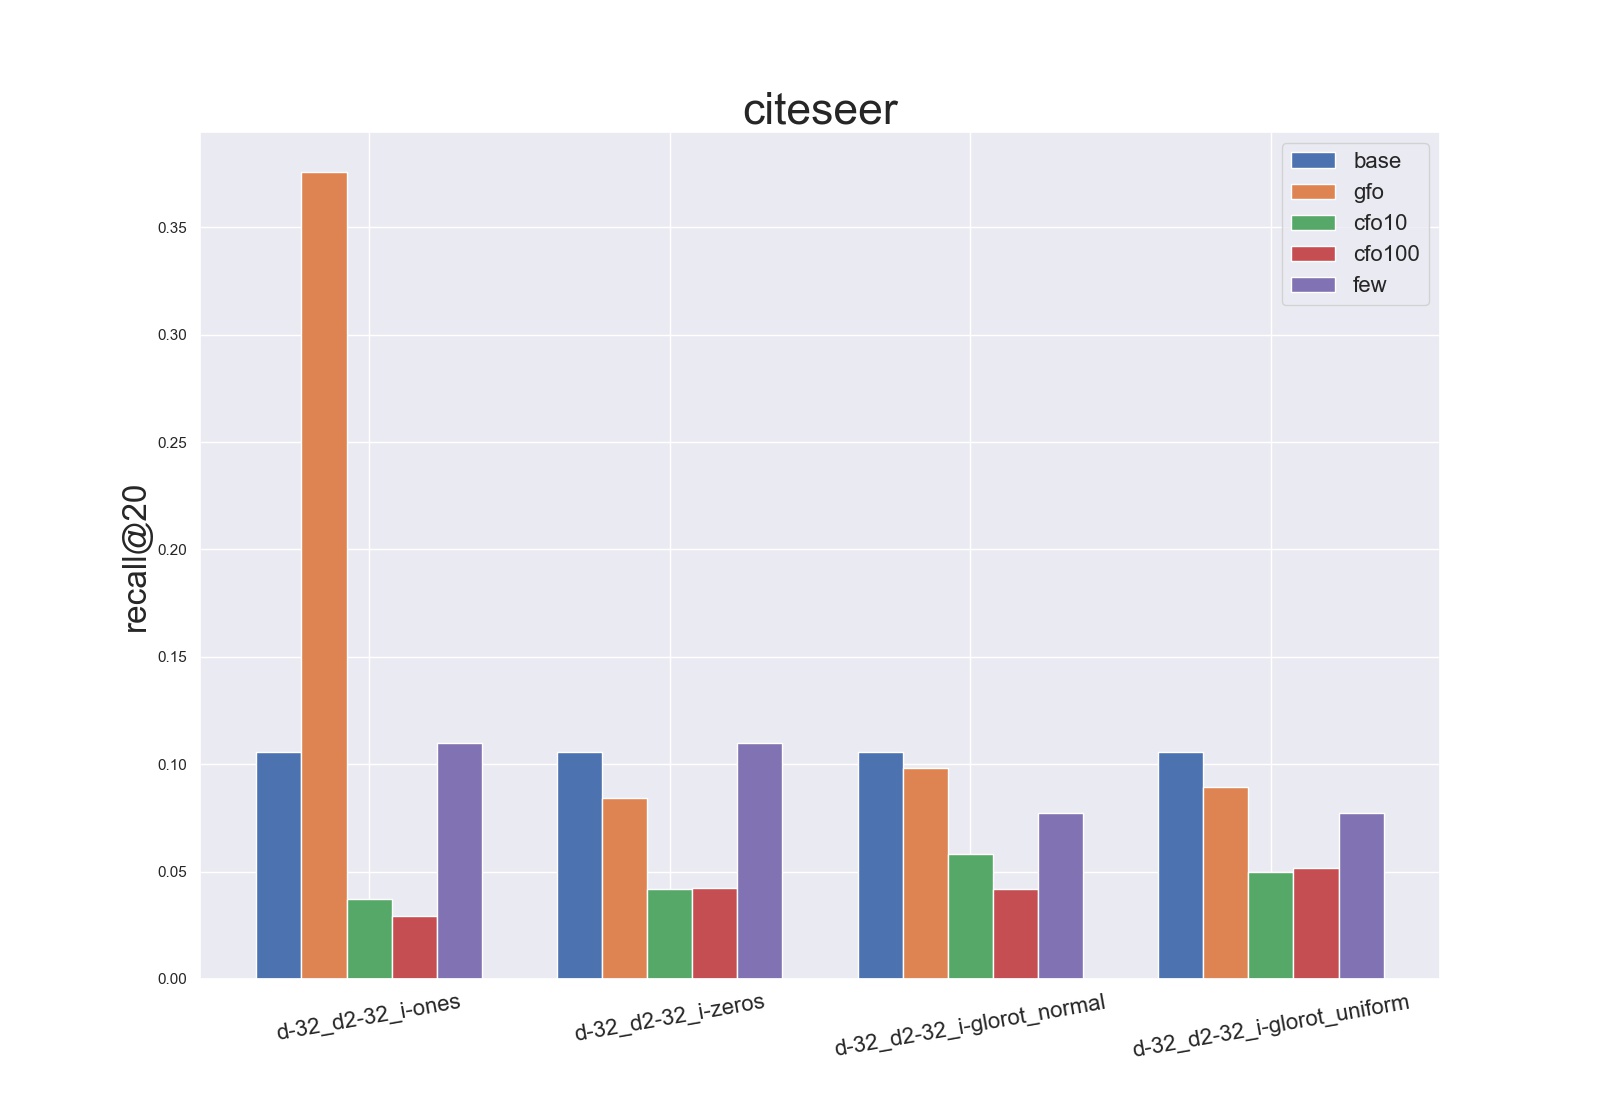 citeseer
base
gfo
cfo10
cfo100
few
recall@20
0.35
0.30
0.25
0.20
0.15
0.10
0.05
0.00
d-32_d2-32_i-ones
d-32_d2-32_i-zeros
d-32_d2-32_i-glorot_normal
d-32_d2-32_i-glorot_uniform